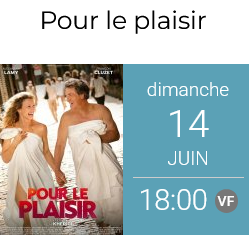 Pour le plaisir
LAMY
CLUZET
POUR LE
PLAISIR
dimanche
14
JUIN
18:00 VF